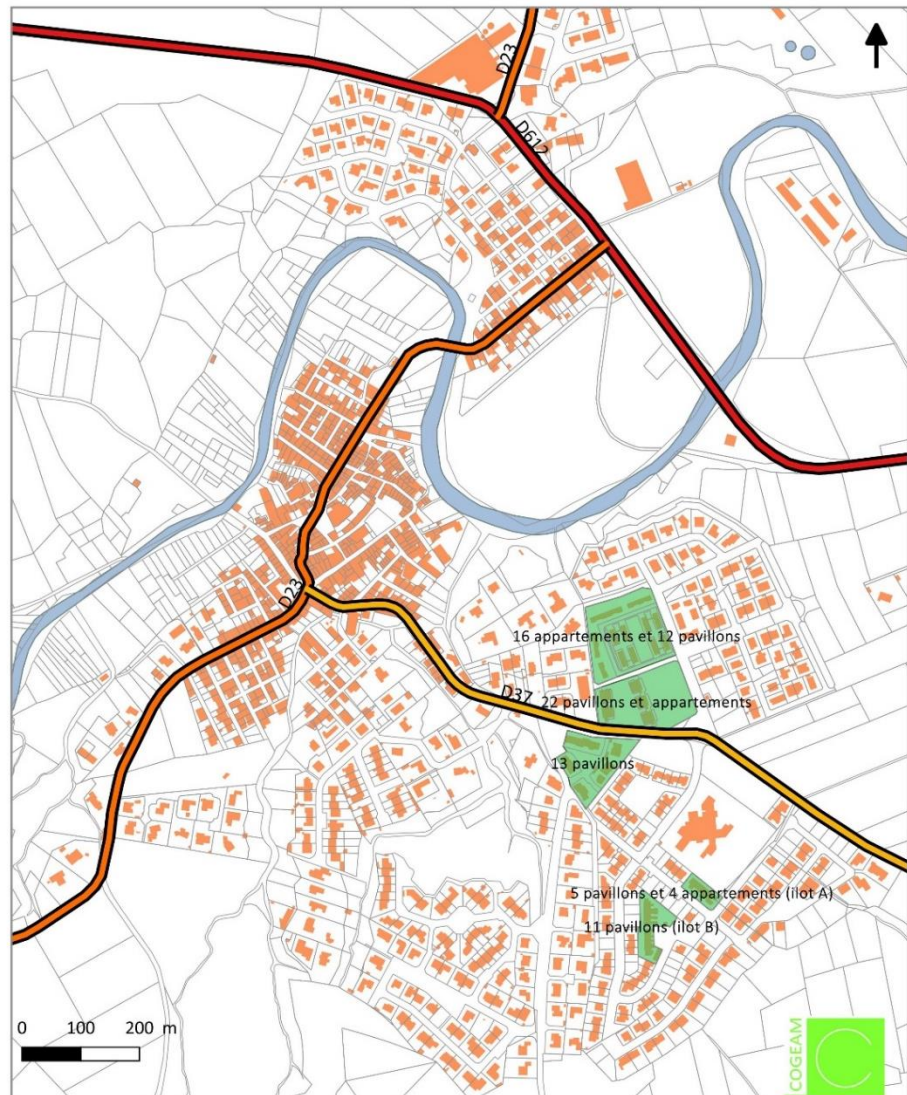 D23
D612
D23
16 appartements et 12 pavillons
D37
22 pavillons et appartements
13 pavillons
5 pavillons et 4 appartements (ilot A)
11 pavillons (ilot B)
0 100 200 m
COGEAM